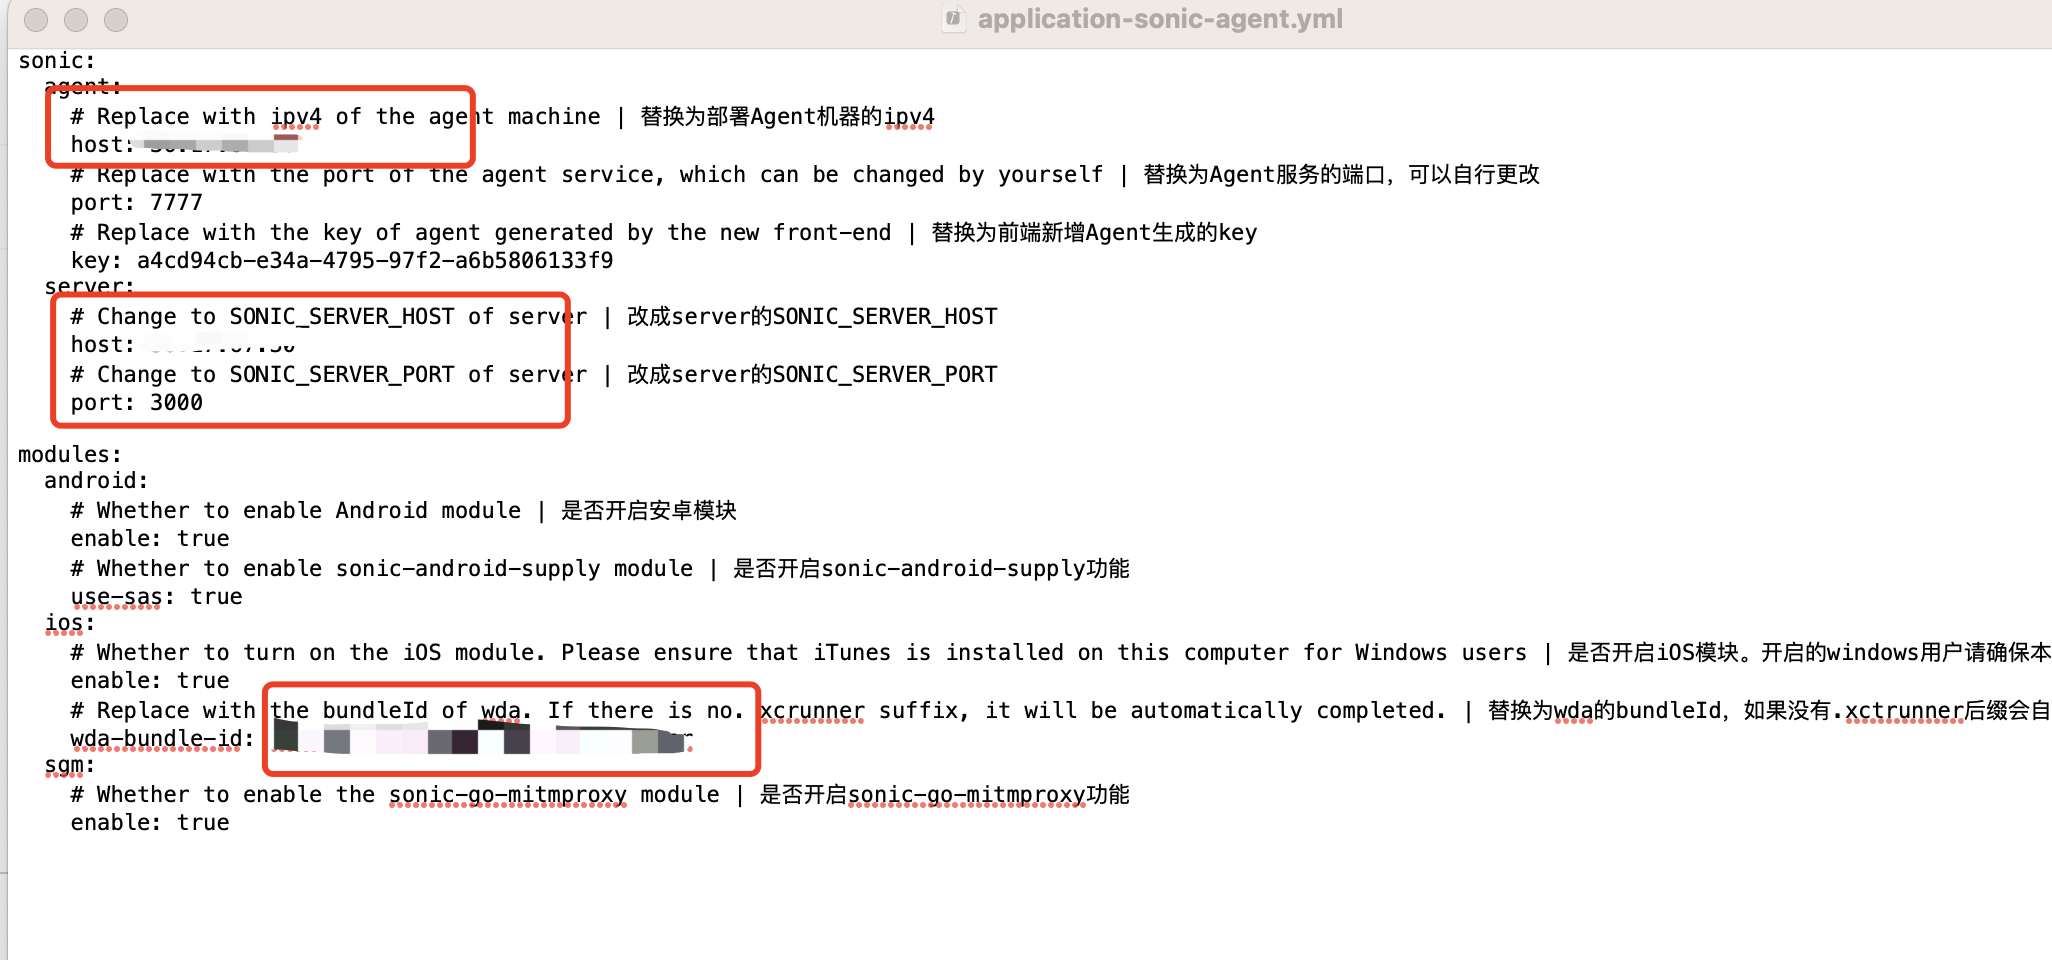 application-sonic-agent.yml
sonic:
agent:
# Replace with ipv4 of the agent machine | 替换为部署Agent机器的ipv4
host:
# Replace with the port of the agent service, which can be changed by yourself | 替换为Agent服务的端口，可以自行更改
port: 7777
# Replace with the key of agent generated by the new front-end | 替换为前端新增Agent生成的key
key: a4cd94cb-e34a-4795-97f2-a6b5806133f9
server:
# Change to SONIC_SERVER_HOST of server | 改成server的SONIC_SERVER_HOST
host:
# Change to SONIC_SERVER_PORT of server | 改成server的SONIC_SERVER_PORT
port: 3000
modules:
android:
# Whether to enable Android module | 是否开启安卓模块
enable: true
# Whether to enable sonic-android-supply module | 是否开启sonic-android-supply功能
use-sas: true
ios:
# Whether to turn on the iOS module. Please ensure that iTunes is installed on this computer for Windows users | 是否开启iOS模块。开启的windows用户请确保本
enable: true
# Replace with the bundleId of wda. If there is no. xcrunner suffix, it will be automatically completed. | 替换为wda的bundleId，如果没有.xctrunner后缀会自
wda-bundle-id:
sgm:
# Whether to enable the sonic-go-mitmproxy module | 是否开启sonic-go-mitmproxy功能
enable: true